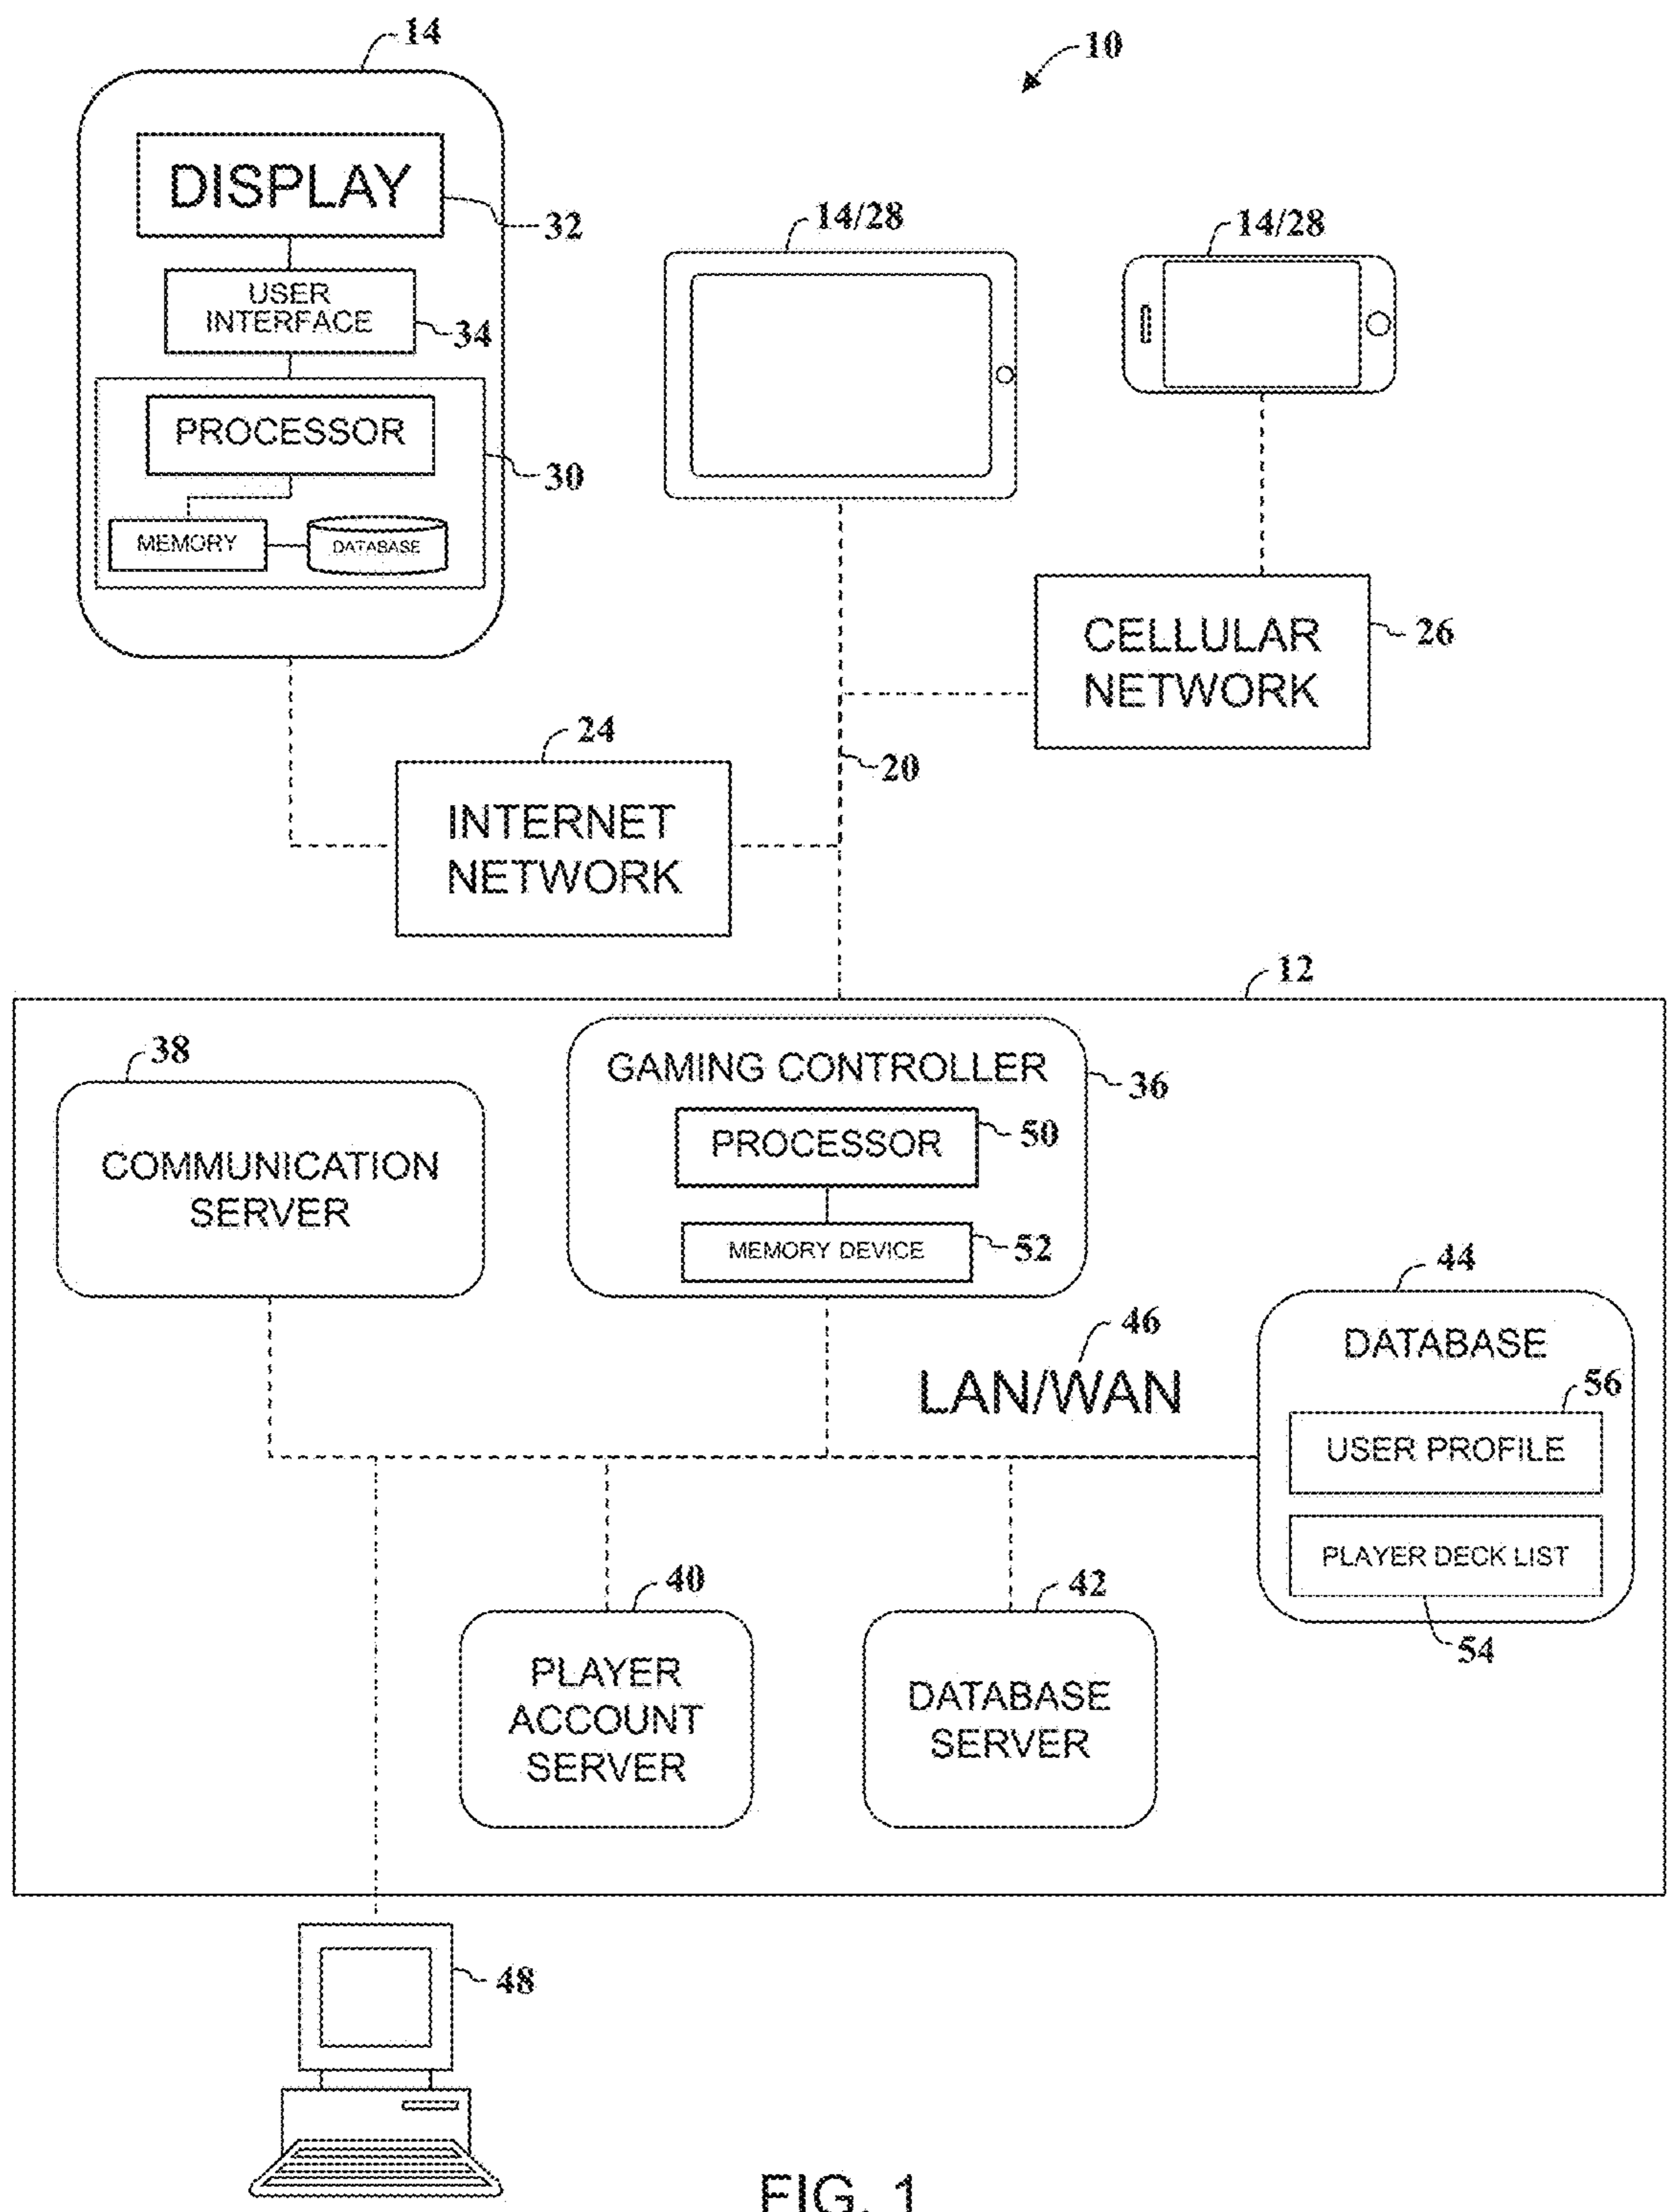 14
10
DISPLAY
32
14/28
14/28
USER
INTERFACE
34
PROCESSOR
30
MEMORY
DATABASE
CELLULAR
NETWORK
26
24
20
INTERNET
NETWORK
12
38
GAMING CONTROLLER
36
PROCESSOR
50
COMMUNICATION
SERVER
MEMORY DEVICE
52
44
46
DATABASE
LAN/WAN
56
USER PROFILE
PLAYER DECK LIST
40
42
54
PLAYER
ACCOUNT
SERVER
DATABASE
SERVER
48
FIG. 1